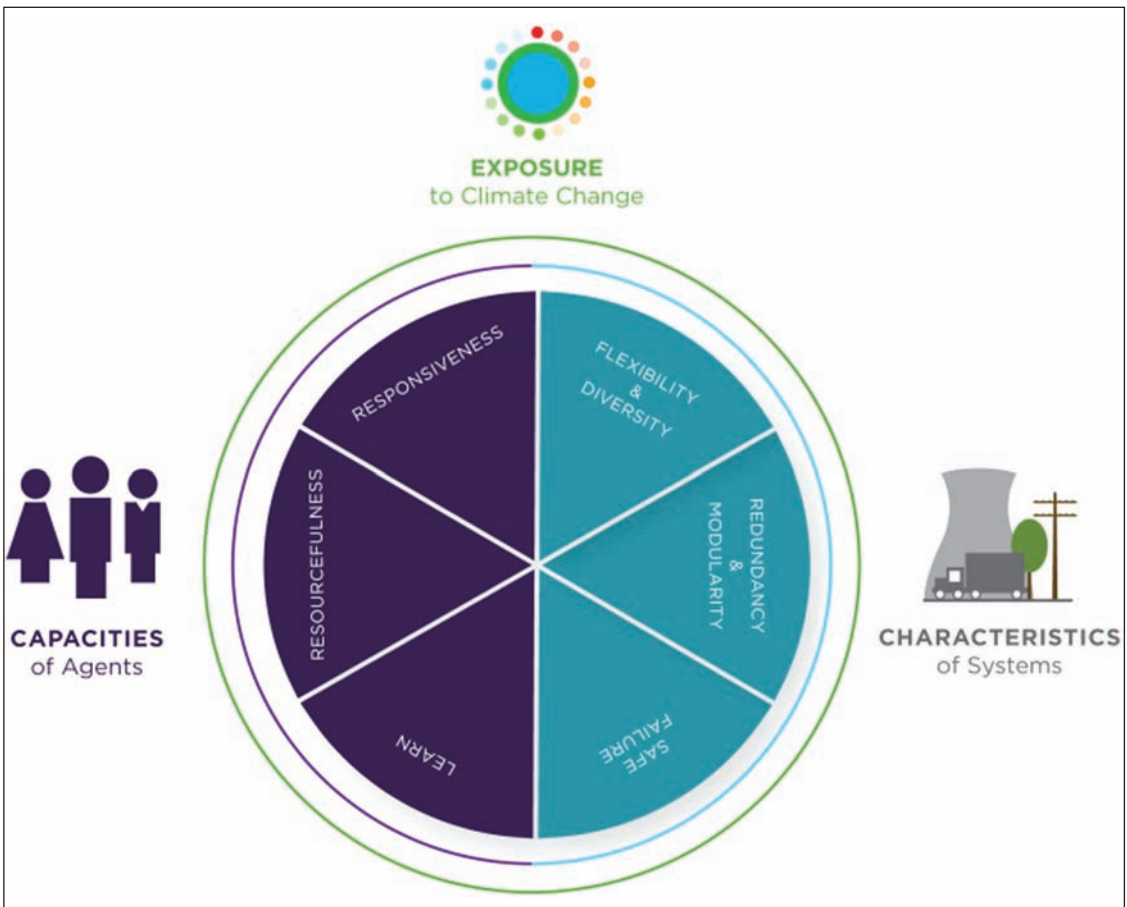 EXPOSURE
to Climate Change
RESPONSIVENESS
FLEXIBILITY
&
DIVERSITY
RESOURCEFULNESS
REDUNDANCY
&
MODULARITY
CAPACITIES
of Agents
CHARACTERISTICS
of Systems
LEARN
SAFE
FAILURE